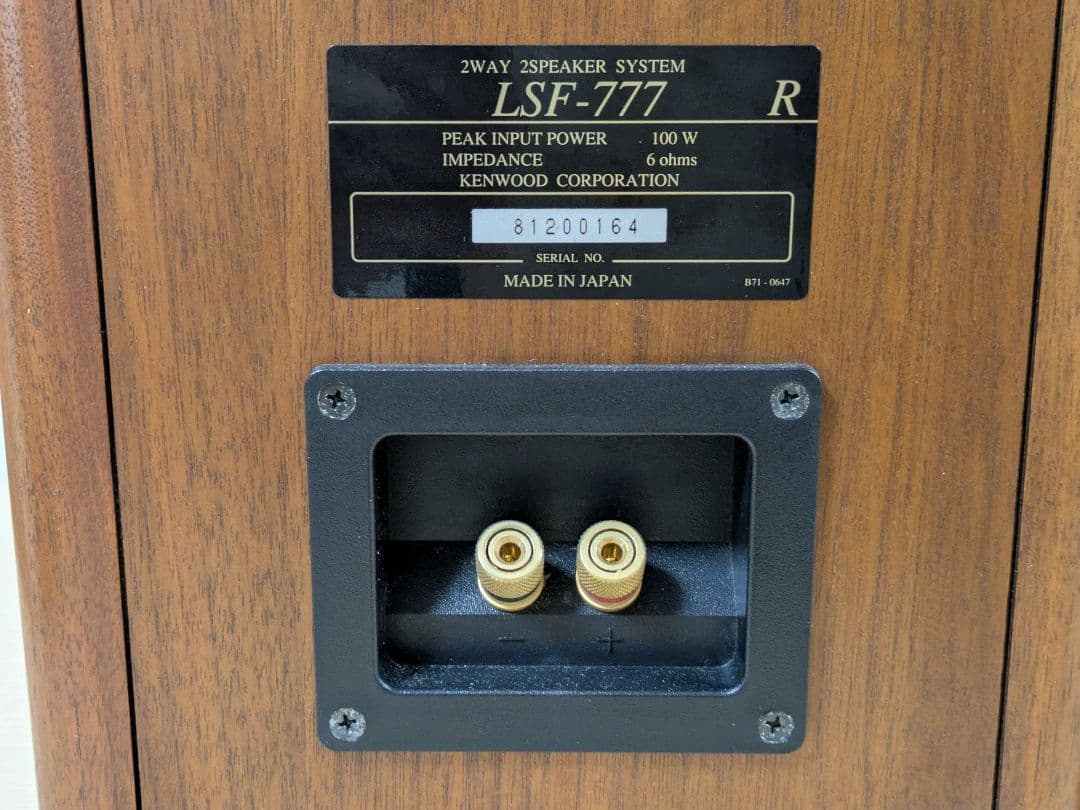 2WAY 2SPEAKER SYSTEM
LSF-777 R
PEAK INPUT POWER 100 W
IMPEDANCE 6 ohms
KENWOOD CORPORATION
81200164
SERIAL NO.
MADE IN JAPAN
B71-0647
− +